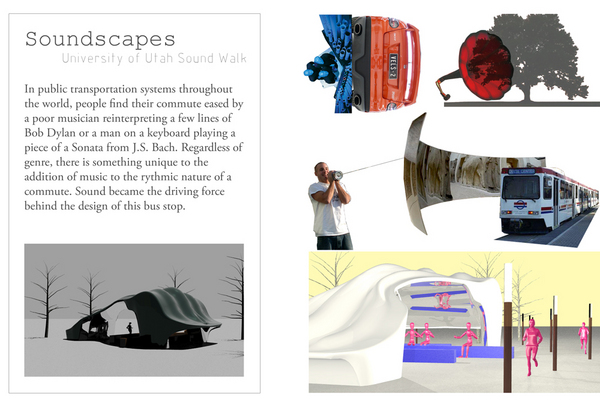 Soundscapes
University of Utah Sound Walk
In public transportation systems throughout
the world, people find their commute eased by
a poor musician reinterpreting a few lines of
Bob Dylan or a man on a keyboard playing a
piece of a Sonata from J.S. Bach. Regardless of
genre, there is something unique to the
addition of music to the rythmic nature of a
commute. Sound became the driving force
behind the design of this bus stop.